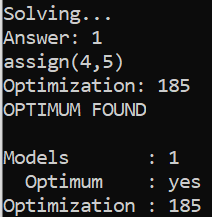 Solving...
Answer: 1
assign(4,5)
Optimization: 185
OPTIMUM FOUND

Models       : 1
  Optimum    : yes
Optimization : 185